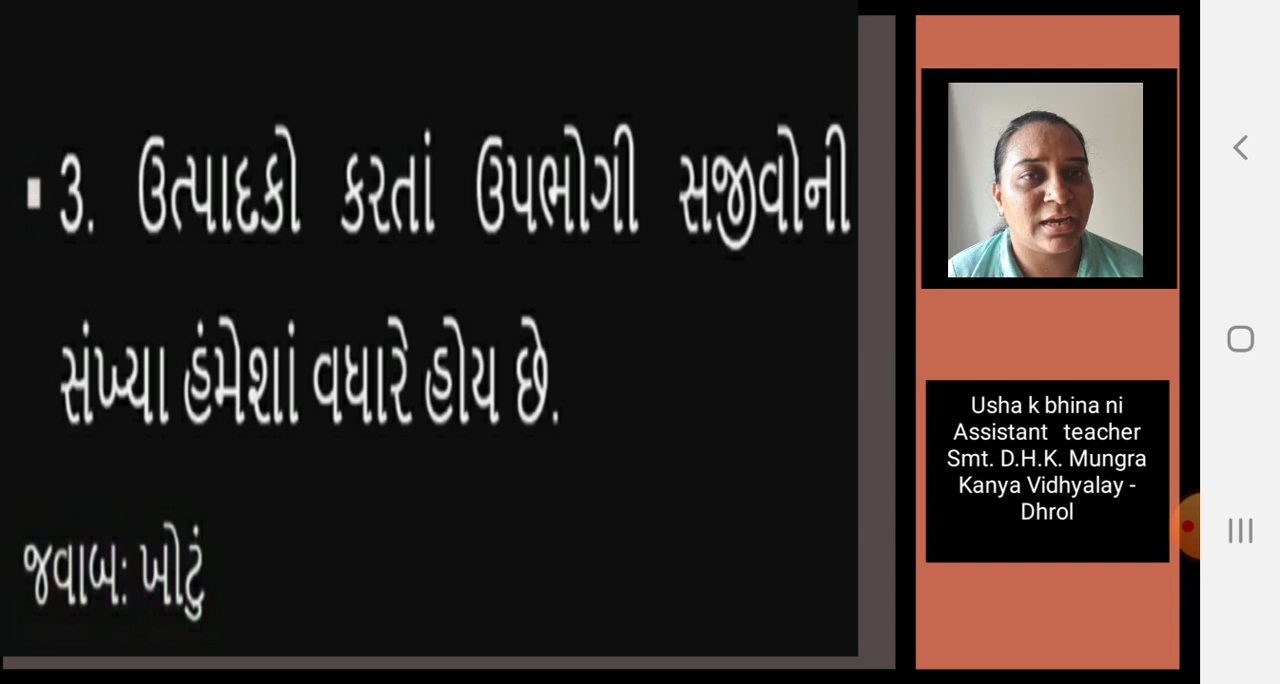 ▪ 3. ઉત્પાદકો કરતાં ઉપભોગી સજીવોની
સંખ્યા હંમેશાં વધારે હોય છે.
જવાબ: ખોટું
Usha k bhina ni
Assistant teacher
Smt. D.H.K. Mungra
Kanya Vidhyalay -
Dhrol